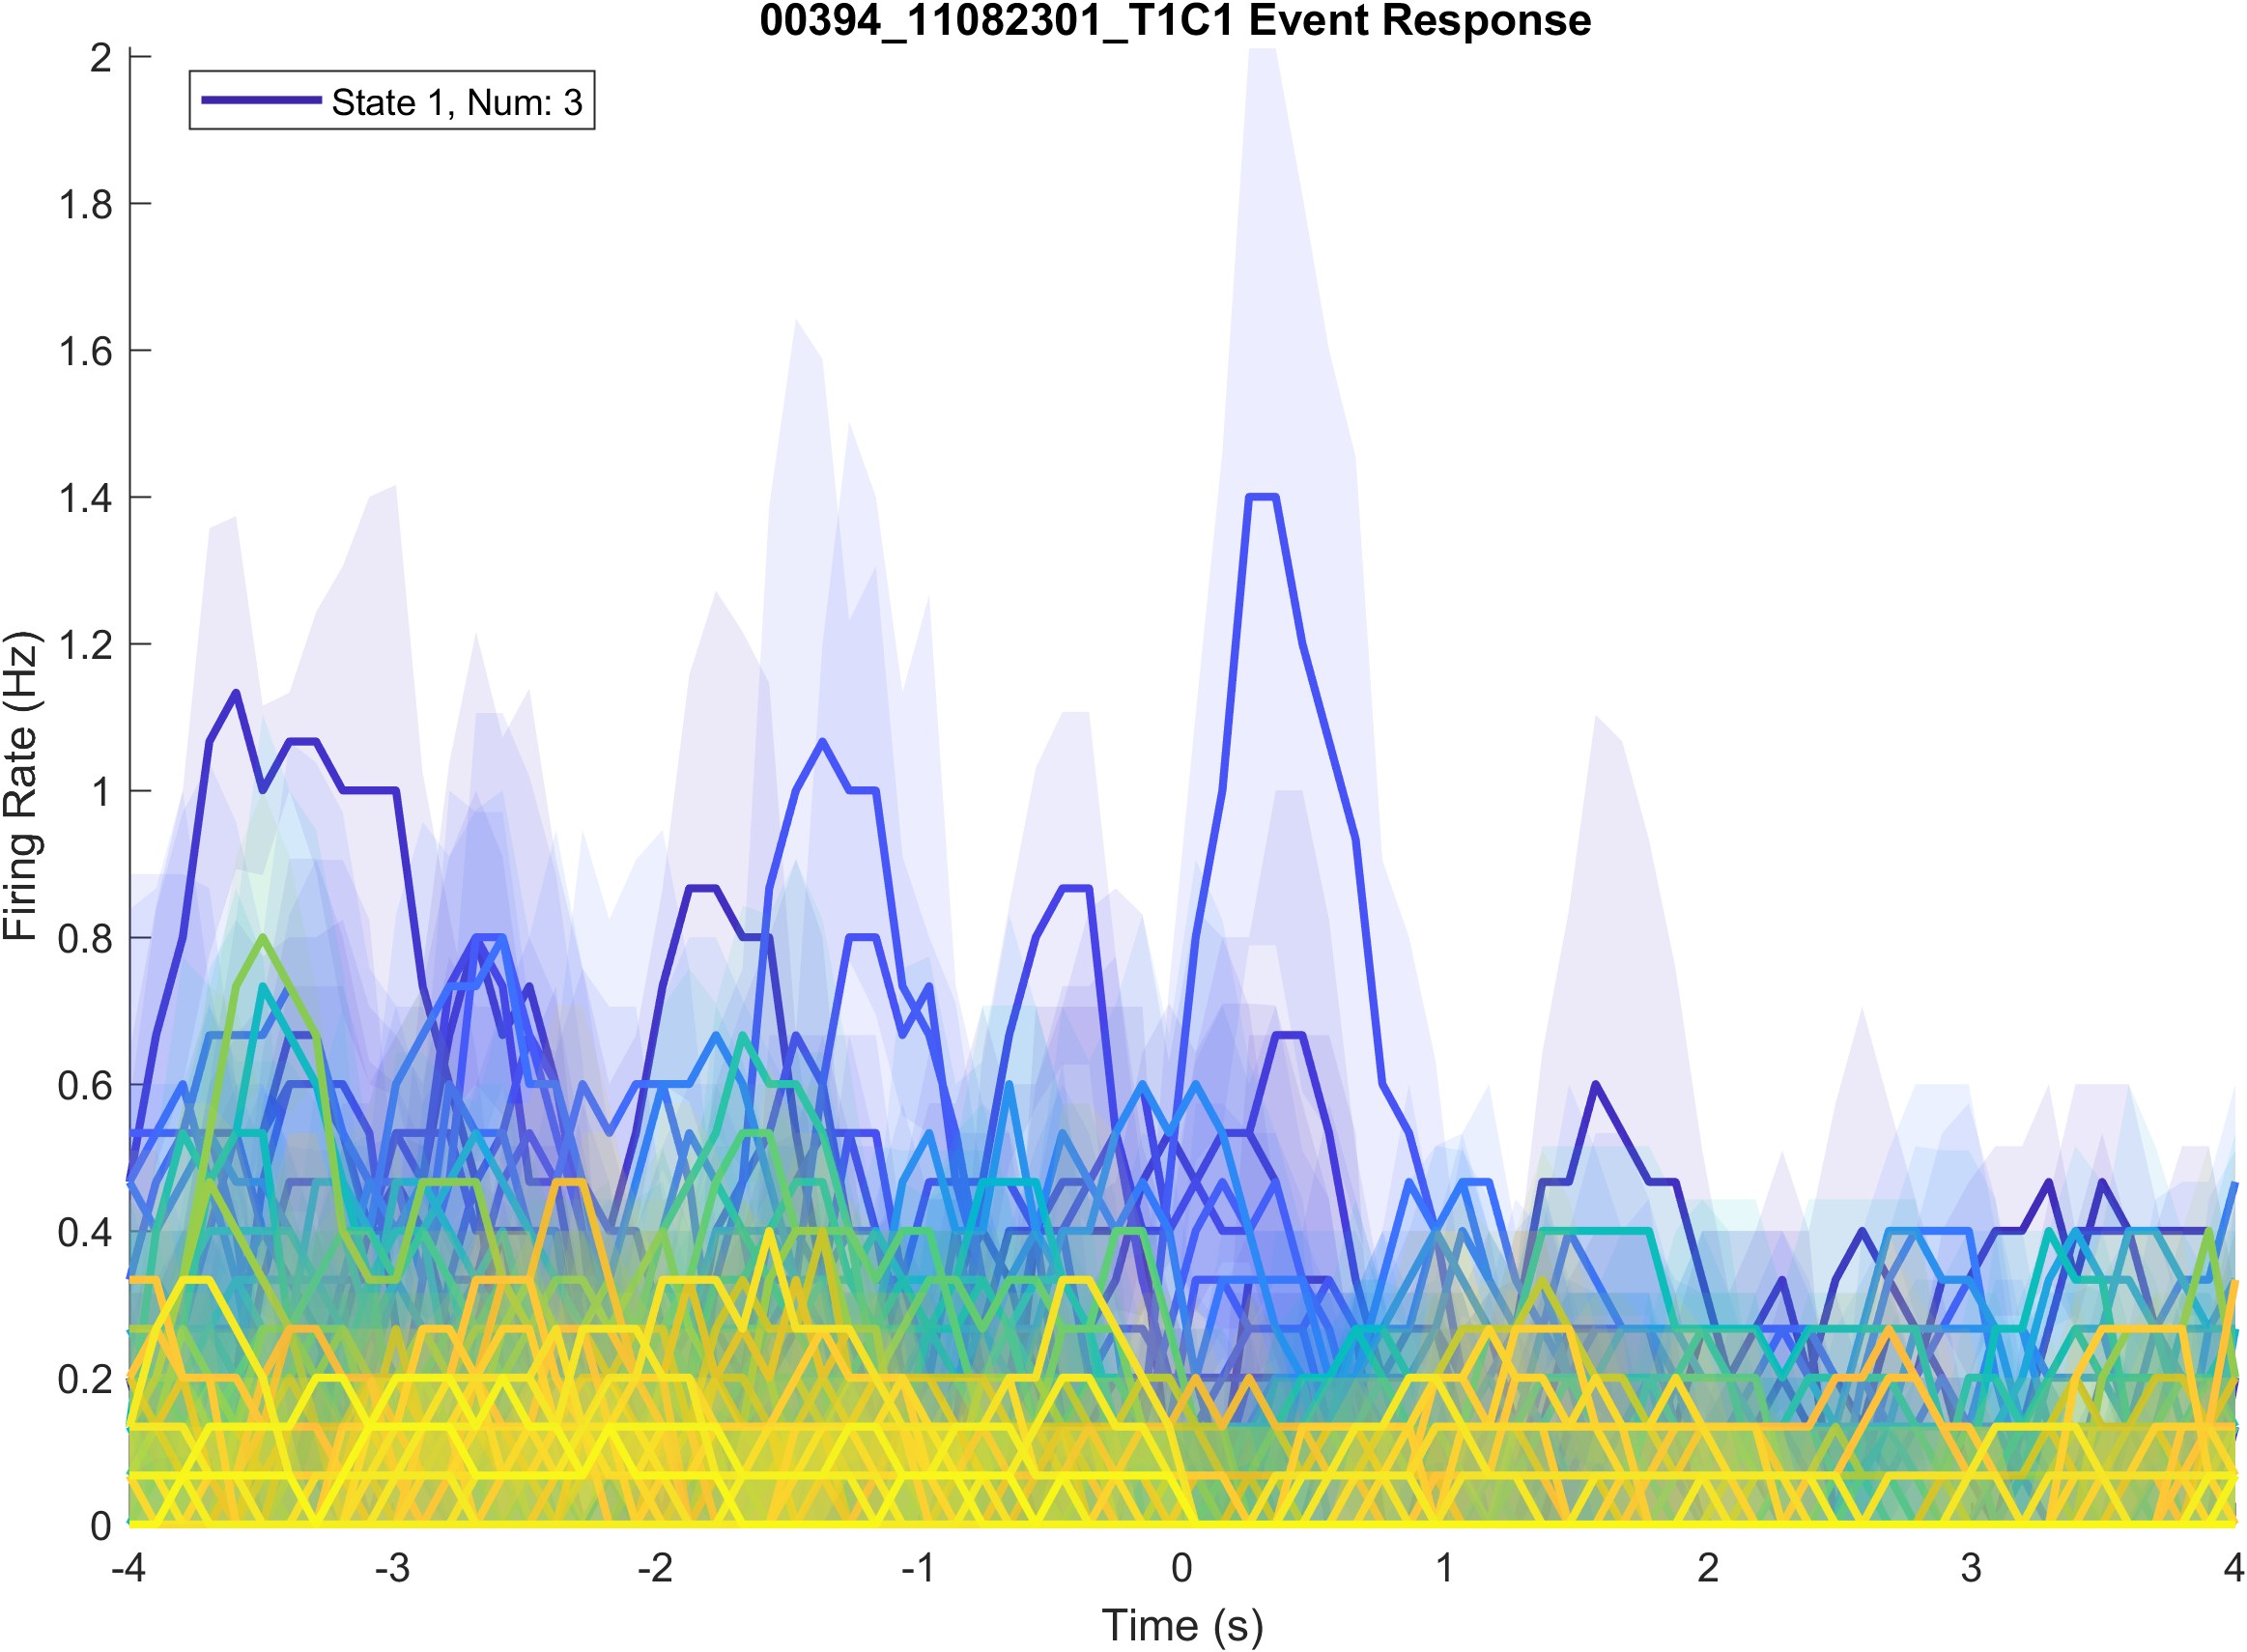 00394_11082301_T1C1 Event Response
State 1, Num: 3
Firing Rate (Hz)
2
1.8
1.6
1.4
1.2
1
0.8
0.6
0.4
0.2
0
-4 -3 -2 -1 0 1 2 3 4
Time (s)